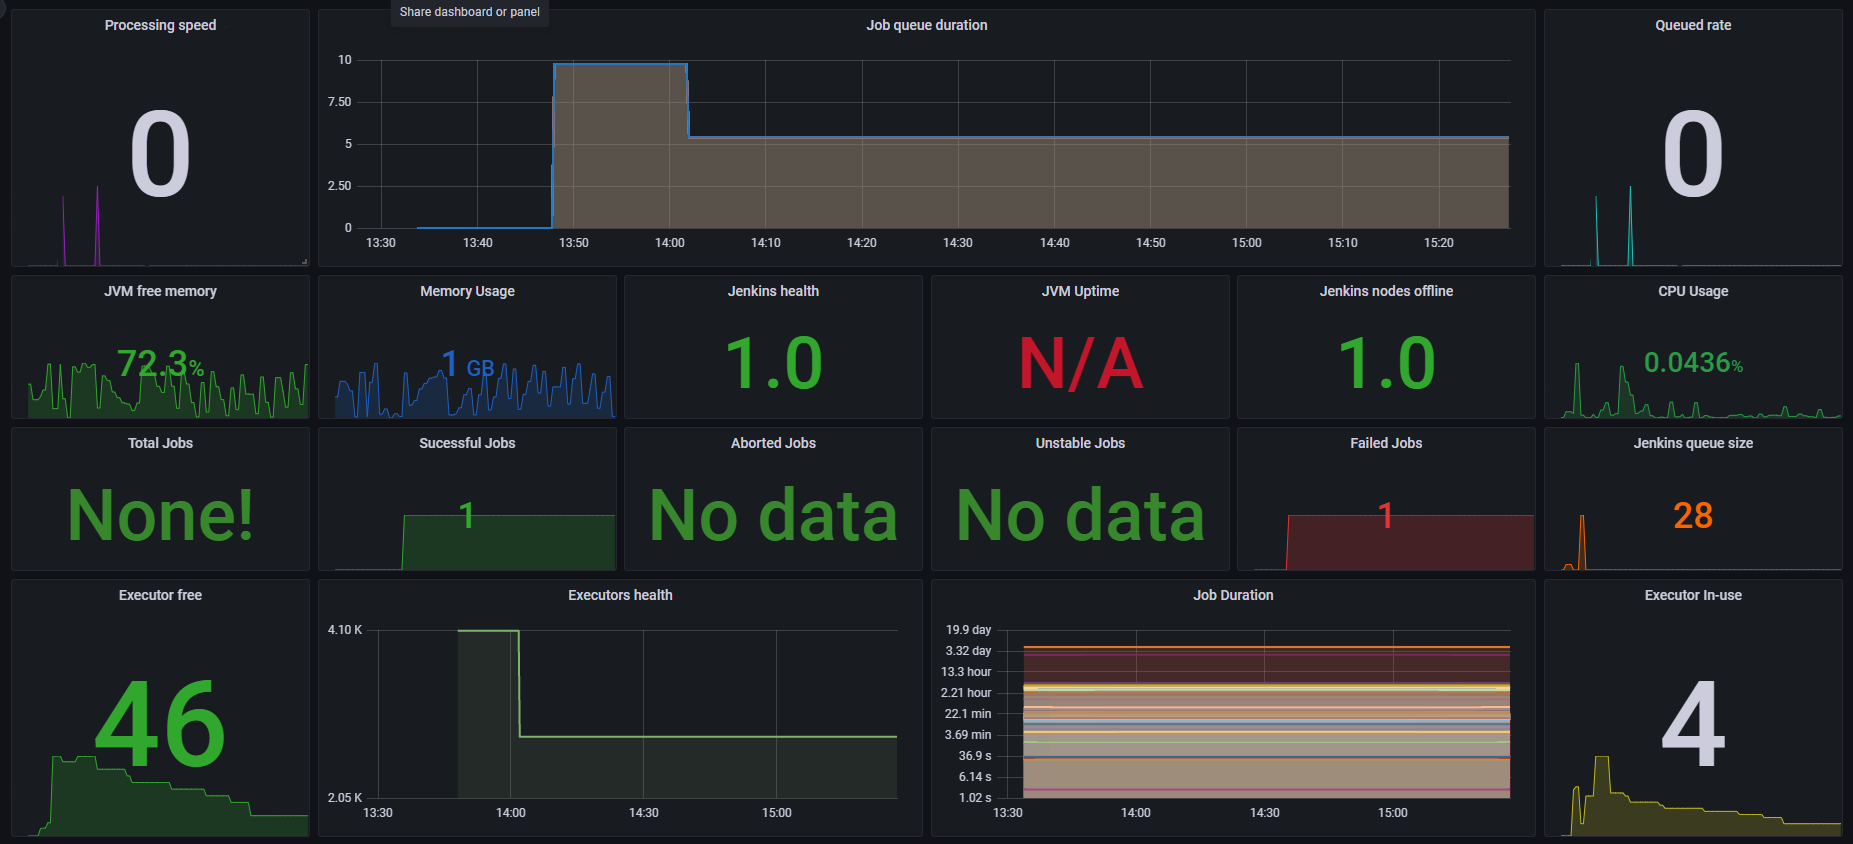 Share dashboard or panel
Processing speed
0
Job queue duration
10
7.50
5
2.50
0
13:30 13:40 13:50 14:00 14:10 14:20 14:30 14:40 14:50 15:00 15:10 15:20
Queued rate
0
JVM free memory
72.3%
Memory Usage
1 GB
Jenkins health
1.0
JVM Uptime
N/A
Jenkins nodes offline
1.0
CPU Usage
0.0436%
Total Jobs
None!
Sucessful Jobs
1
Aborted Jobs
No data
Unstable Jobs
No data
Failed Jobs
1
Jenkins queue size
28
Executor free
46
Executors health
4.10 K
2.05 K
13:30 14:00 14:30 15:00
Job Duration
19.9 day
3.32 day
13.3 hour
2.21 hour
22.1 min
3.69 min
36.9 s
6.14 s
1.02 s
13:30 14:00 14:30 15:00
Executor In-use
4